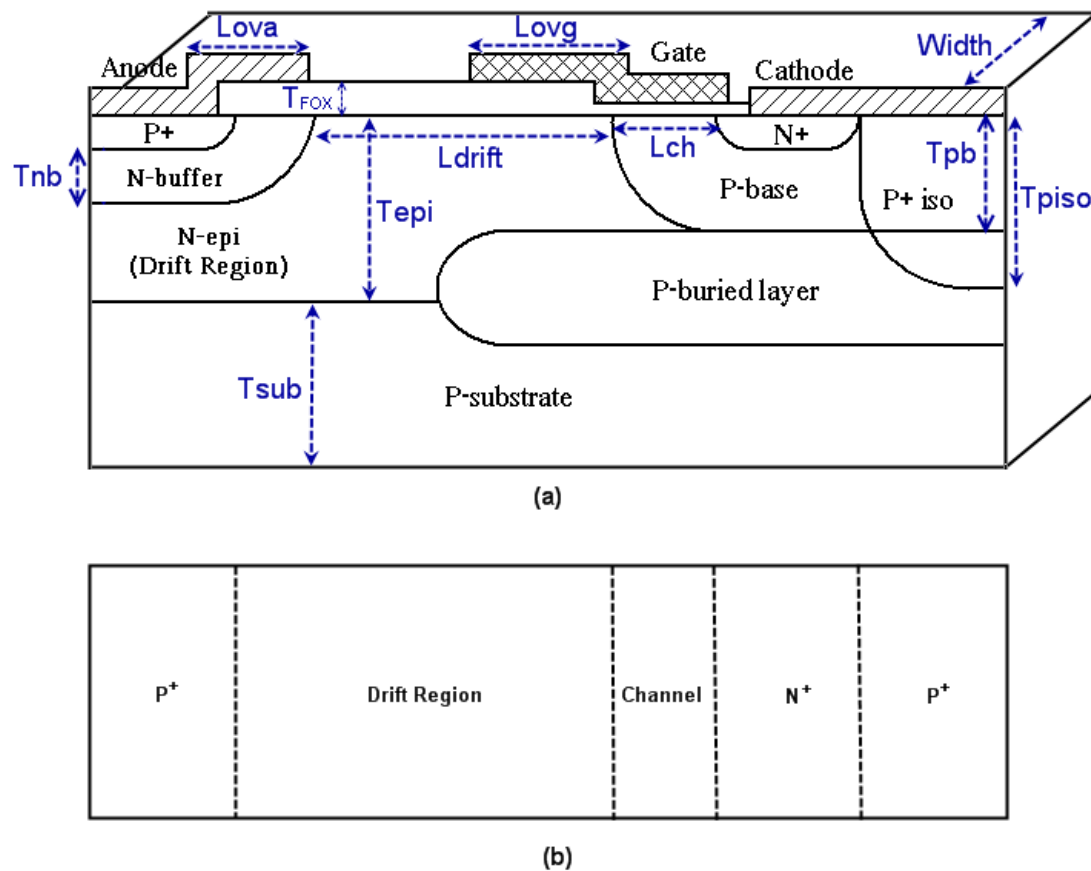 Lova
Lovg
Width
Anode
Gate
Cathode
T_FOX
P+
N+
Tnb
N-buffer
Ldrift
Lch
Tpb
Tepi
P-base
P+ iso
Tpiso
N-epi
(Drift Region)
P-buried layer
Tsub
P-substrate
(a)
P⁺
Drift Region
Channel
N⁺
P⁺
(b)